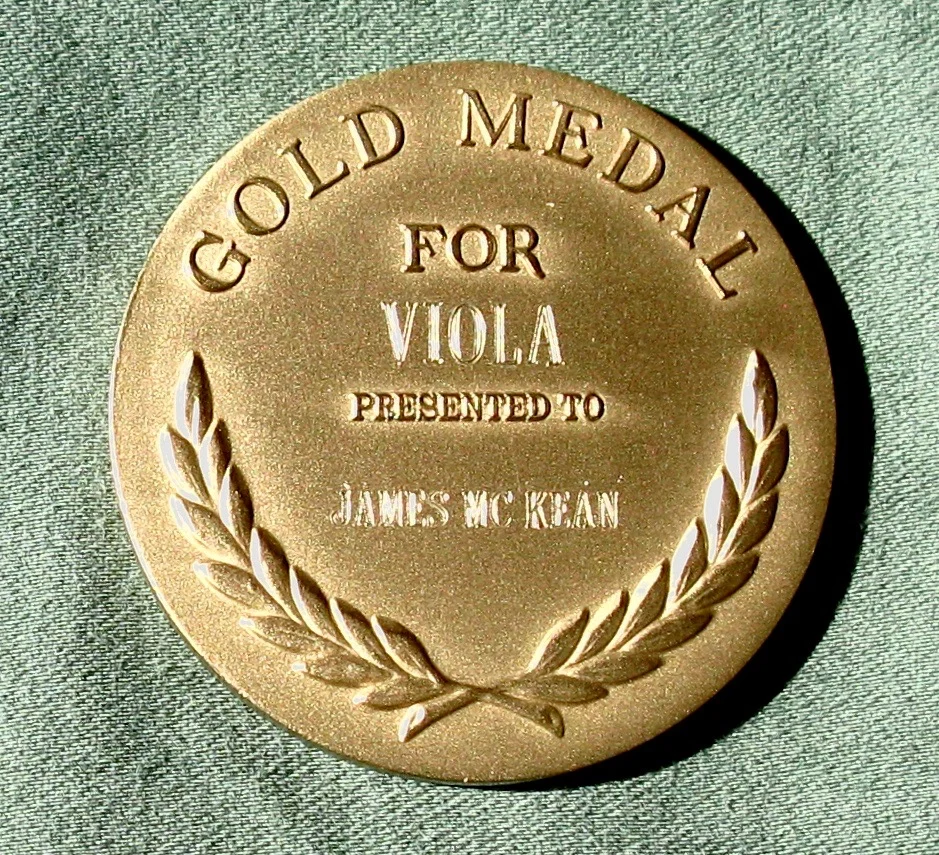 GOLD MEDAL
FOR
VIOLA
PRESENTED TO
JAMES MC KEAN